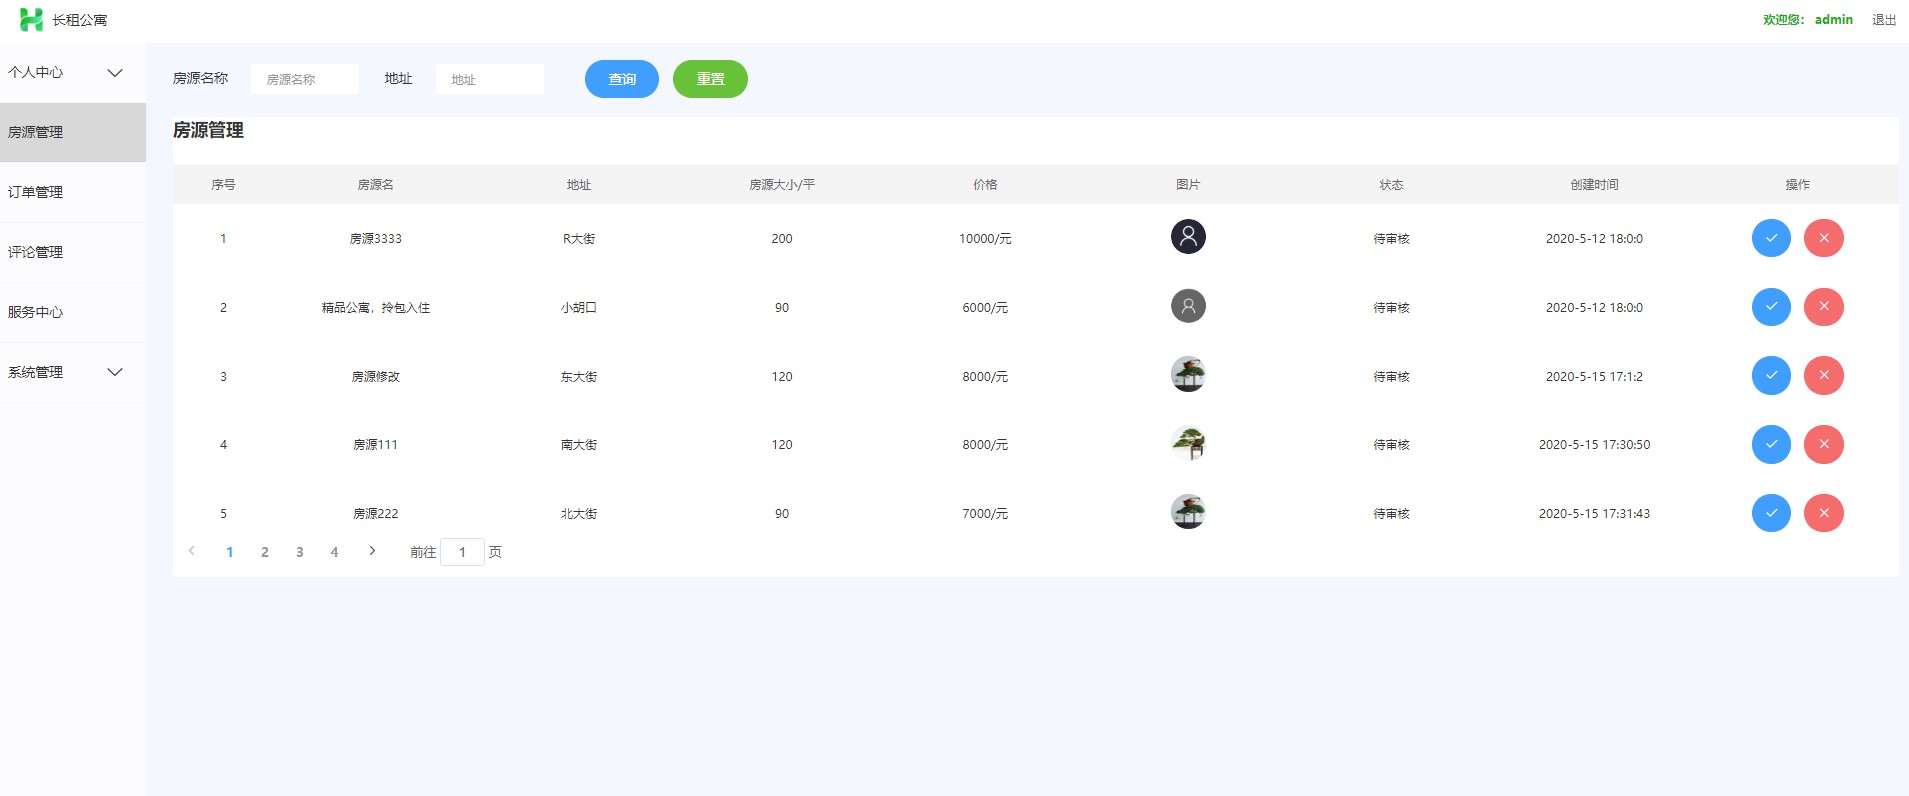 长租公寓
欢迎您： admin 退出
个人中心
房源管理
订单管理
评论管理
服务中心
系统管理
房源名称 房源名称 地址 地址 查询 重置
房源管理
序号 房源名 地址 房源大小/平 价格 图片 状态 创建时间 操作
1 房源3333 R大街 200 10000/元 待审核 2020-5-12 18:0:0
2 精品公寓，拎包入住 小胡口 90 6000/元 待审核 2020-5-12 18:0:0
3 房源修改 东大街 120 8000/元 待审核 2020-5-15 17:1:2
4 房源111 南大街 120 8000/元 待审核 2020-5-15 17:30:50
5 房源222 北大街 90 7000/元 待审核 2020-5-15 17:31:43
1 2 3 4 前往 1 页